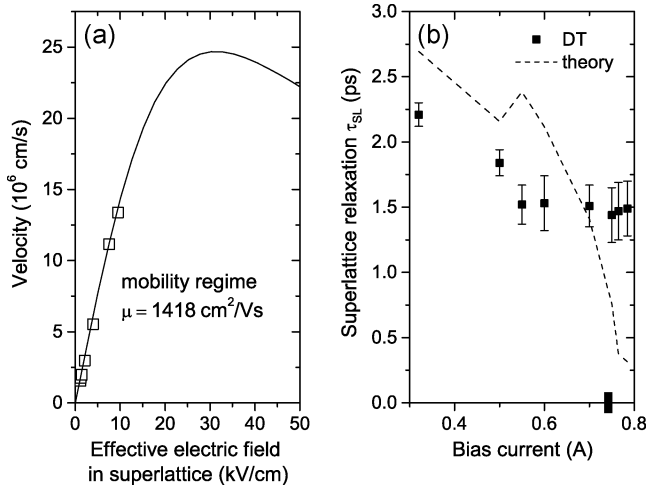 (a)
25
20
15
10
5
0
Velocity (10⁶ cm/s)
mobility regime
μ = 1418 cm²/Vs
0 10 20 30 40 50
Effective electric field
in superlattice (kV/cm)
(b)
DT
theory
3.0
2.5
2.0
1.5
1.0
0.5
0.0
Superlattice relaxation τSL (ps)
0.4 0.6 0.8
Bias current (A)